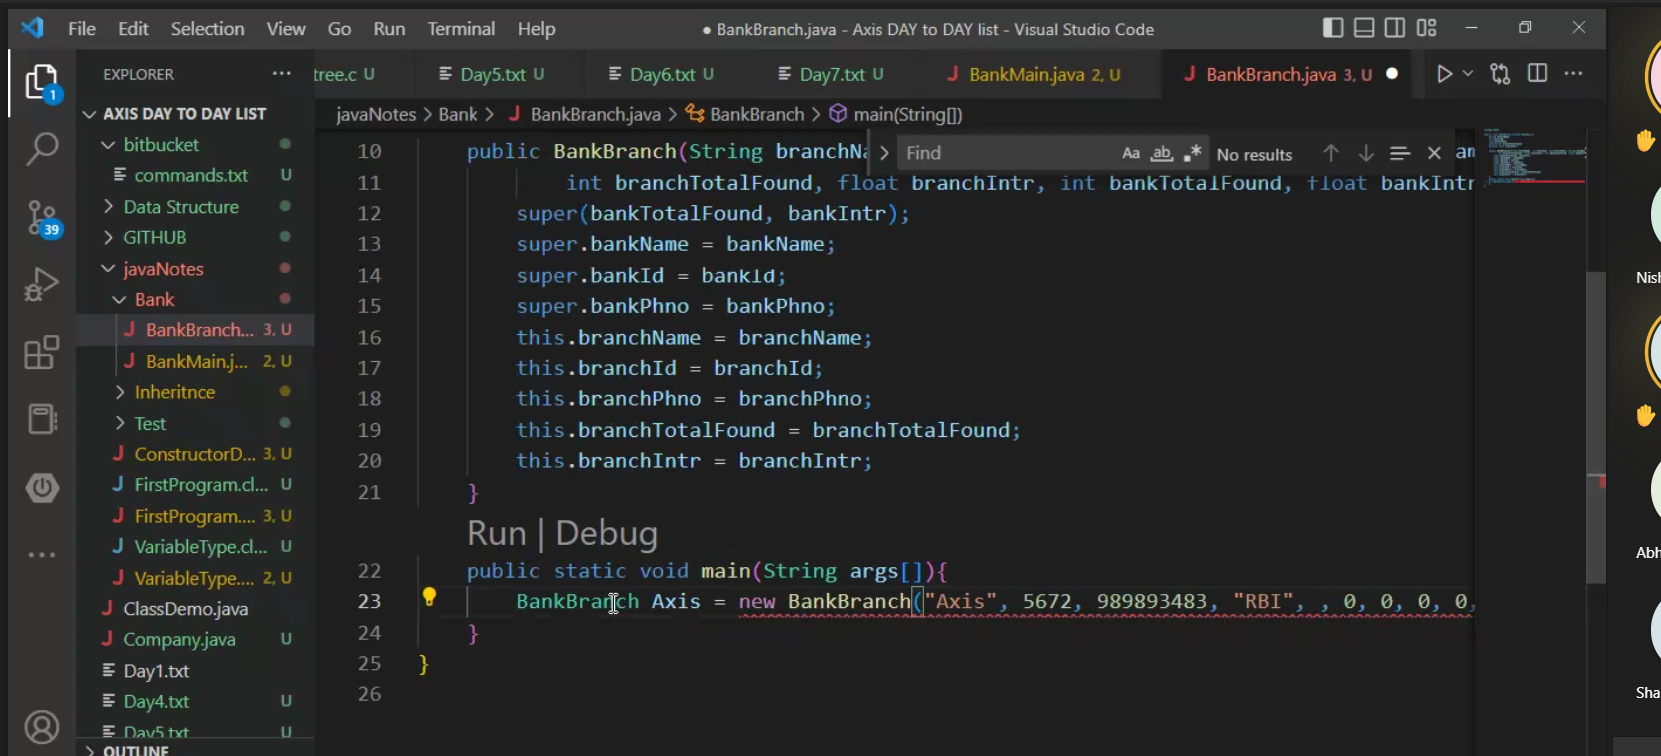 File Edit Selection View Go Run Terminal Help
● BankBranch.java - Axis DAY to DAY list - Visual Studio Code
EXPLORER ...
tree.c U
Day5.txt U
Day6.txt U
Day7.txt U
BankMain.java 2, U
BankBranch.java 3, U
javaNotes > Bank > BankBranch.java > BankBranch > main(String[])
Find
Aa ab
No results
1
39
AXIS DAY TO DAY LIST
bitbucket
commands.txt U
Data Structure
GITHUB
javaNotes
Bank
BankBranch... 3, U
BankMain.j... 2, U
Inheritnce
Test
ConstructorD... 3, U
FirstProgram.cl... U
FirstProgram.... 3, U
VariableType.cl... U
VariableType.... 2, U
ClassDemo.java
Company.java U
Day1.txt
Day4.txt U
Day5.txt U
OUTLINE
10 public BankBranch(String branchNa
11 int branchTotalFound, float branchIntr, int bankTotalFound, float bankIntr
12 super(bankTotalFound, bankIntr);
13 super.bankName = bankName;
14 super.bankId = bankId;
15 super.bankPhno = bankPhno;
16 this.branchName = branchName;
17 this.branchId = branchId;
18 this.branchPhno = branchPhno;
19 this.branchTotalFound = branchTotalFound;
20 this.branchIntr = branchIntr;
21 }
Run | Debug
22 public static void main(String args[]){
23 BankBranch Axis = new BankBranch("Axis", 5672, 989893483, "RBI", , 0, 0, 0, 0,
24 }
25 }
26
Nish
Abh
Sha